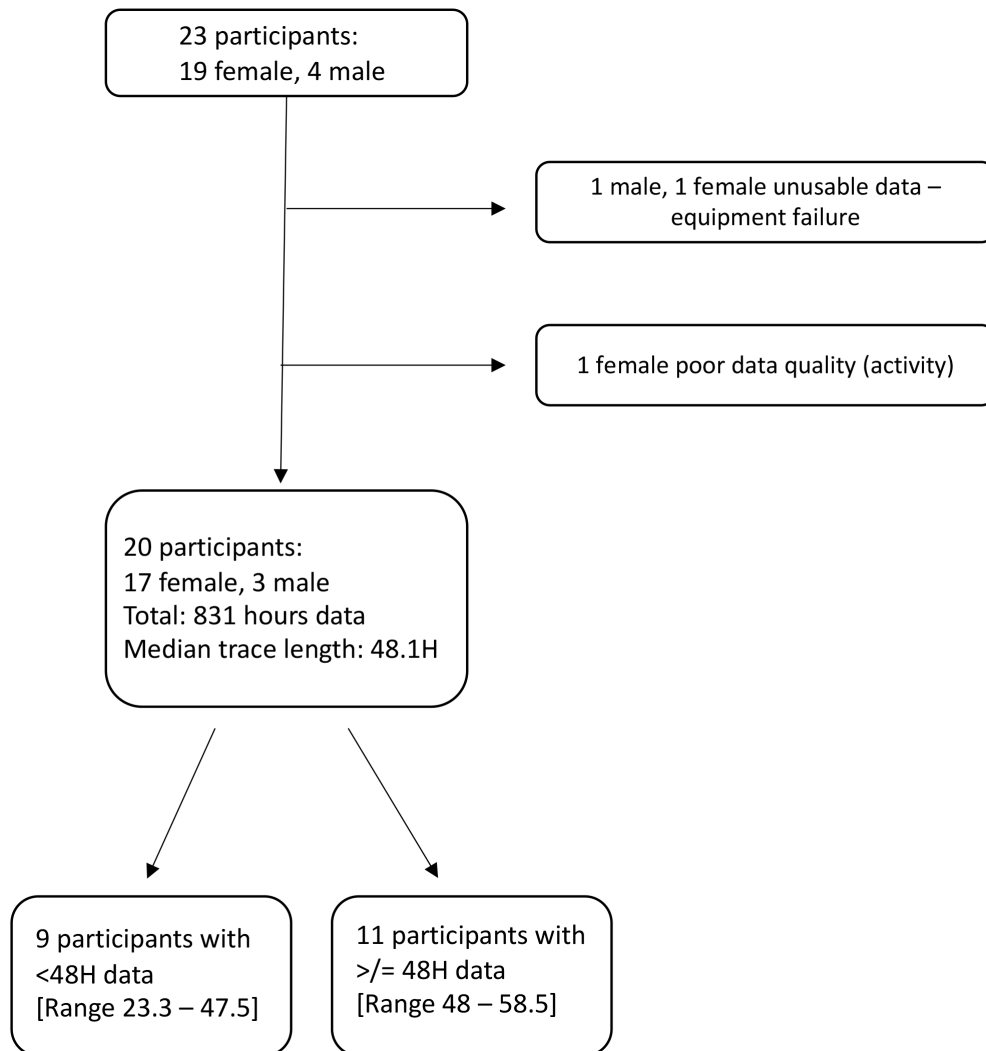 23 participants:
19 female, 4 male
1 male, 1 female unusable data –
equipment failure
1 female poor data quality (activity)
20 participants:
17 female, 3 male
Total: 831 hours data
Median trace length: 48.1H
9 participants with
<48H data
[Range 23.3 – 47.5]
11 participants with
>/= 48H data
[Range 48 – 58.5]